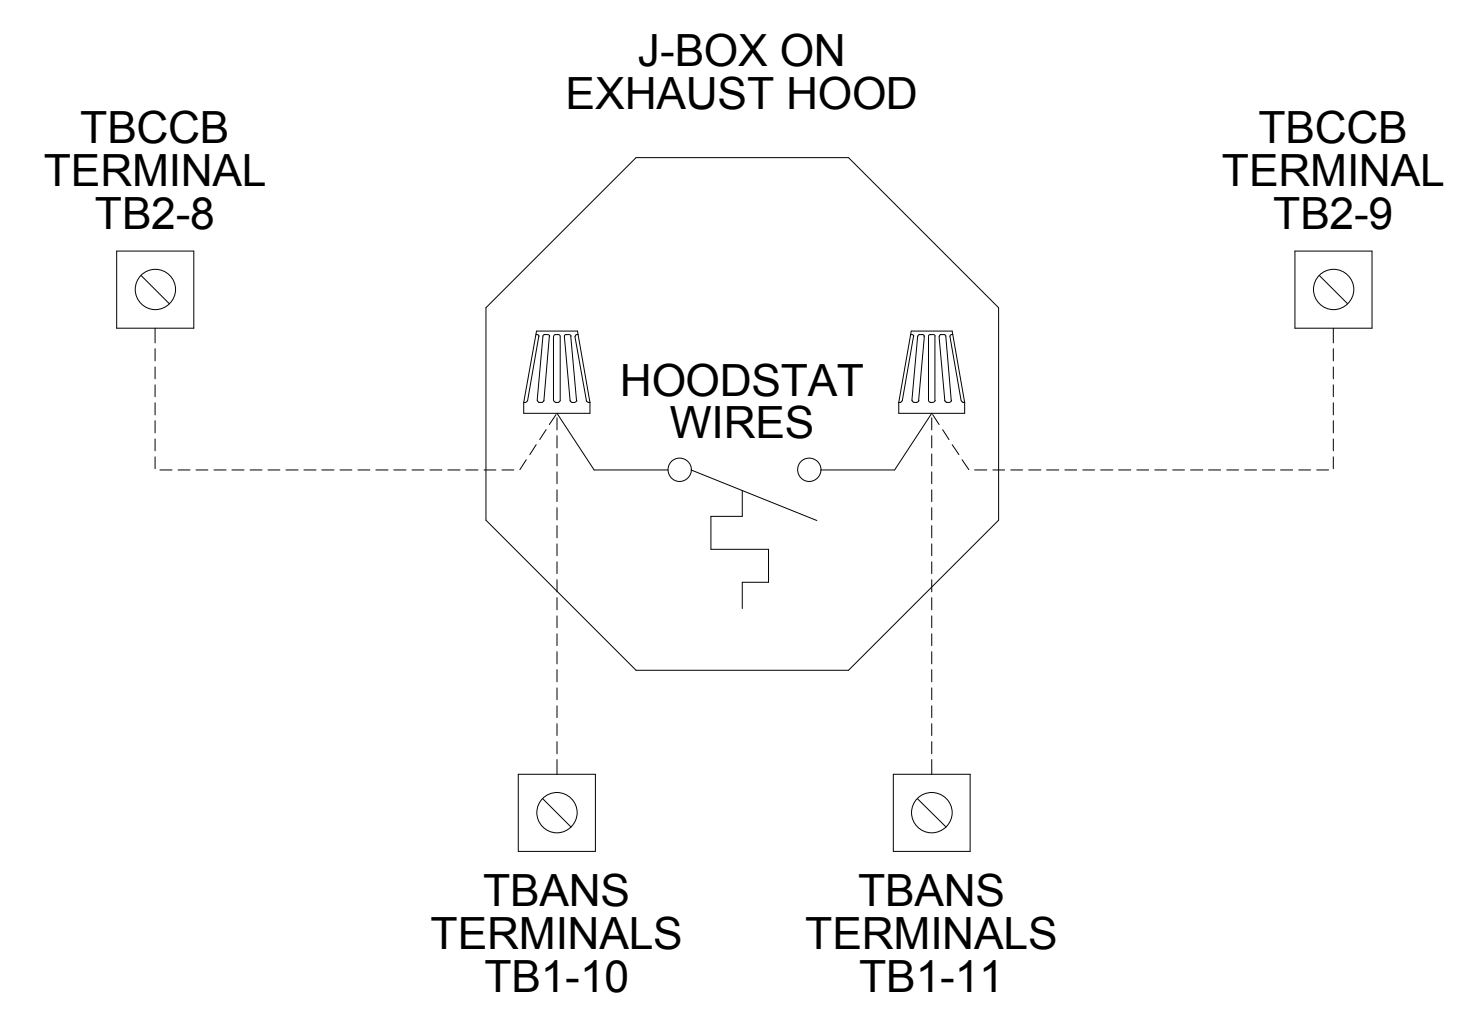 J-BOX ON
EXHAUST HOOD
TBCCB
TERMINAL
TB2-8
TBCCB
TERMINAL
TB2-9
HOODSTAT
WIRES
TBANS
TERMINALS
TB1-10
TBANS
TERMINALS
TB1-11